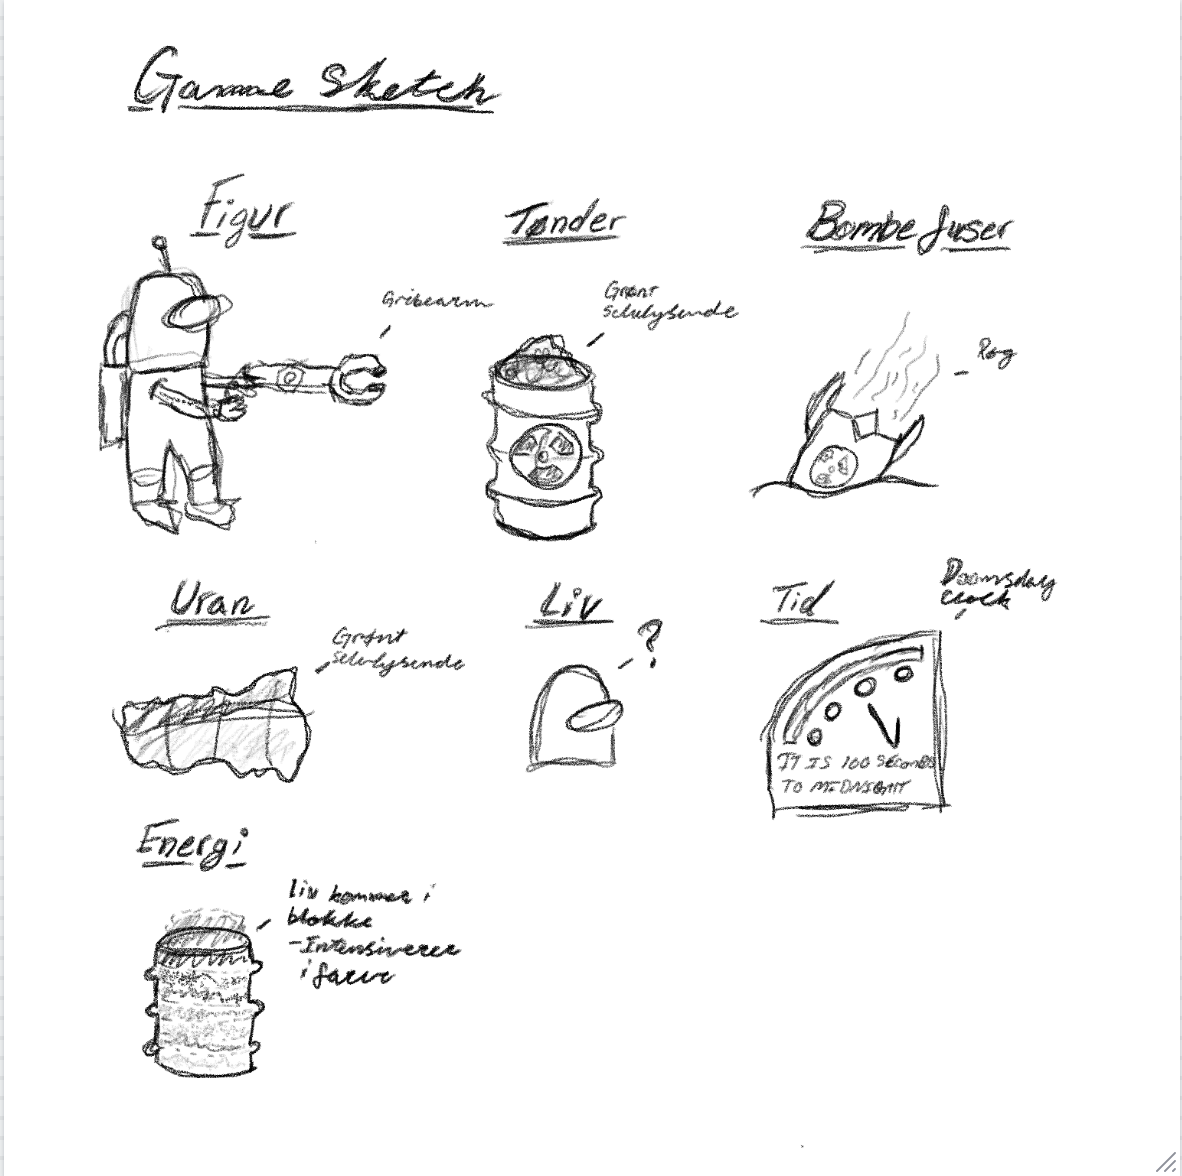 Game Sketch
Figur
Tønder
Bombe fuser
Gribearm
Grønt
selvlysende
Røg
Uran
Liv
Tid
Doomsday
clock
Grønt
selvlysende
?
IT IS 100 SECONDS
TO MIDNIGHT
Energi
Liv kommer i
blokke
-Intensiverer
i farve